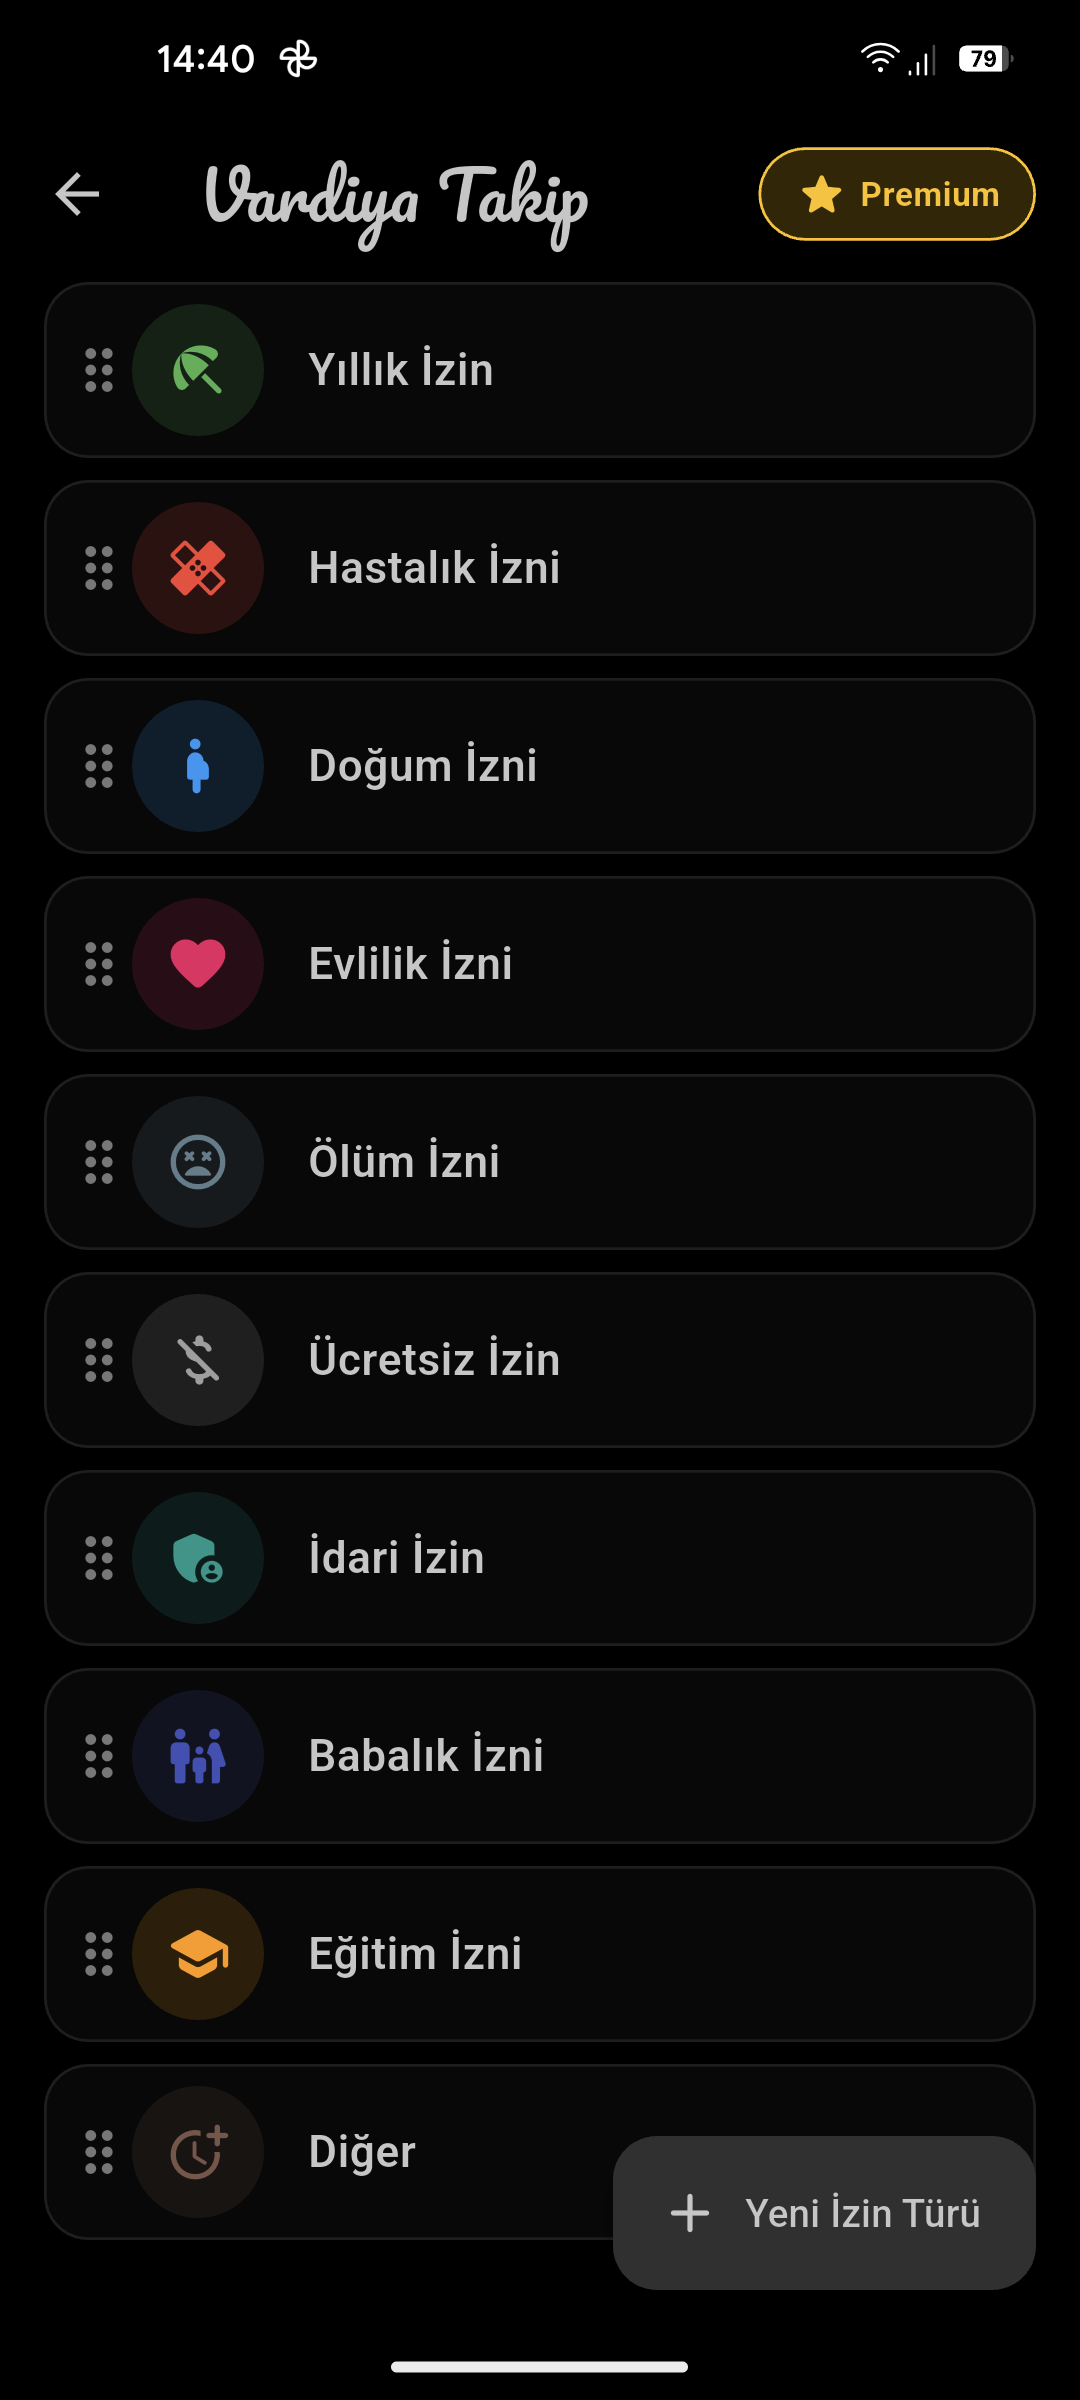 14:40
79
Vardiya Takip
Premium
Yıllık İzin
Hastalık İzni
Doğum İzni
Evlilik İzni
Ölüm İzni
Ücretsiz İzin
İdari İzin
Babalık İzni
Eğitim İzni
Diğer
Yeni İzin Türü